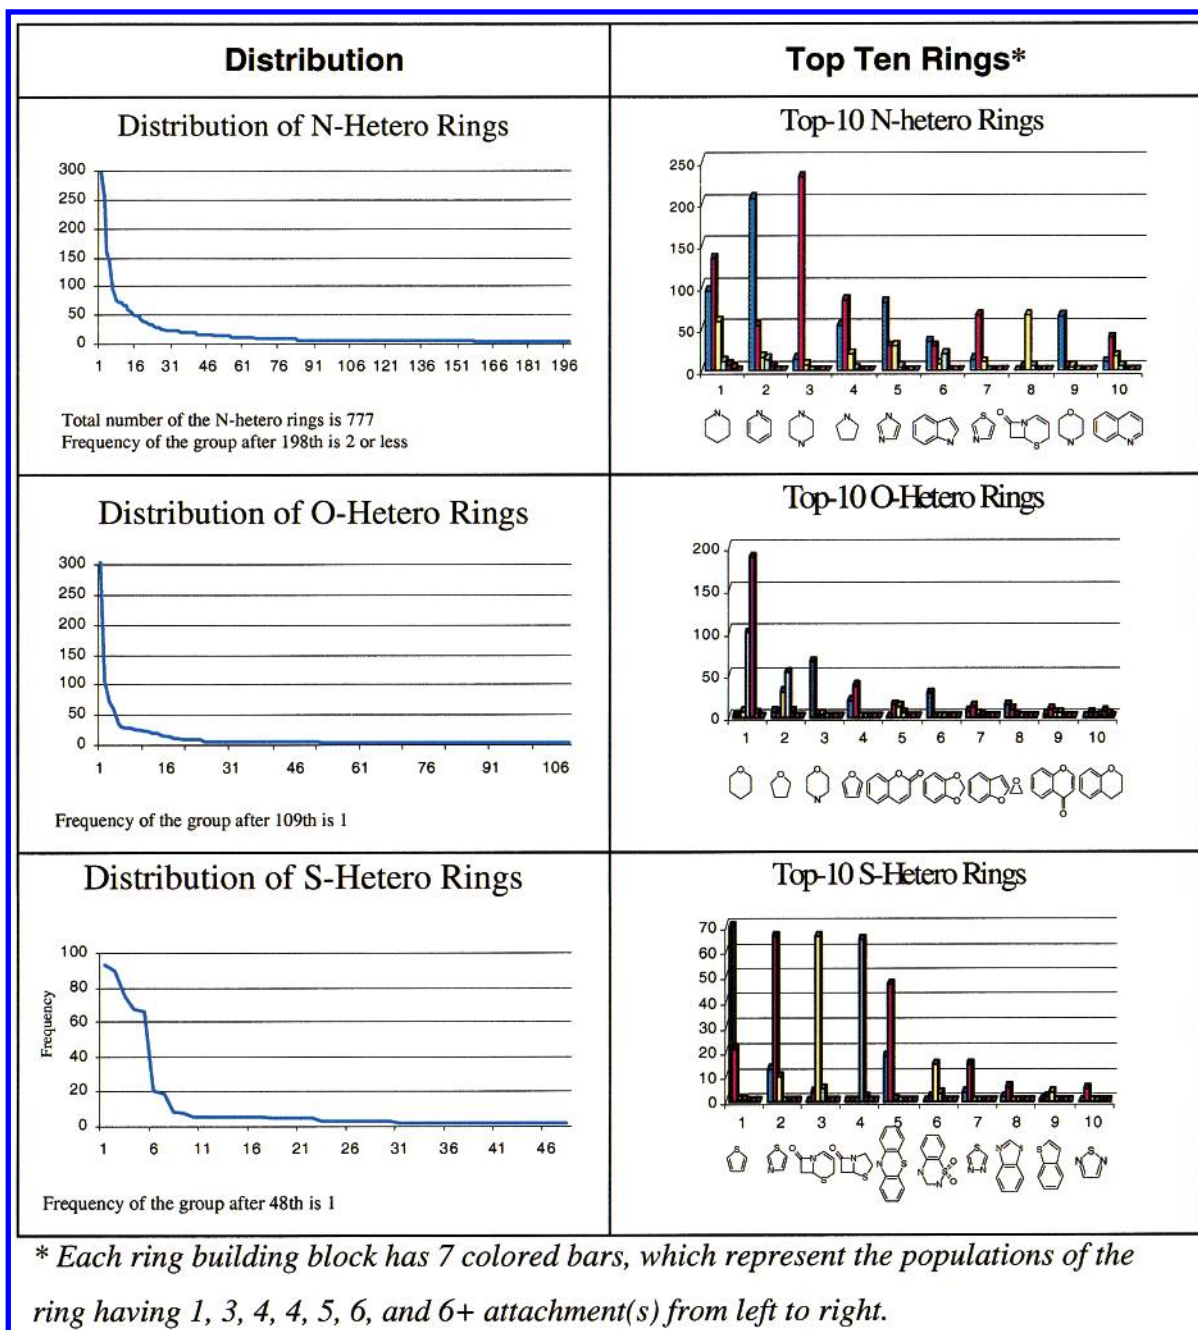 Distribution
Top Ten Rings*
Distribution of N-Hetero Rings
300
250
200
150
100
50
0
1 16 31 46 61 76 91 106 121 136 151 166 181 196
Total number of the N-hetero rings is 777
Frequency of the group after 198th is 2 or less
Top-10 N-hetero Rings
250
200
150
100
50
0
1 2 3 4 5 6 7 8 9 10
N N N N N N N N S N O N S O N N
Distribution of O-Hetero Rings
300
250
200
150
100
50
0
1 16 31 46 61 76 91 106
Frequency of the group after 109th is 1
Top-10 O-Hetero Rings
200
150
100
50
0
1 2 3 4 5 6 7 8 9 10
O O O N O O O O O O O O O O
Distribution of S-Hetero Rings
Frequency
100
80
60
40
20
0
1 6 11 16 21 26 31 36 41 46
Frequency of the group after 48th is 1
Top-10 S-Hetero Rings
70
60
50
40
30
20
10
0
1 2 3 4 5 6 7 8 9 10
S S N O N S O N S N S N S O O N S N N N S S N S N
* Each ring building block has 7 colored bars, which represent the populations of the
ring having 1, 3, 4, 4, 5, 6, and 6+ attachment(s) from left to right.